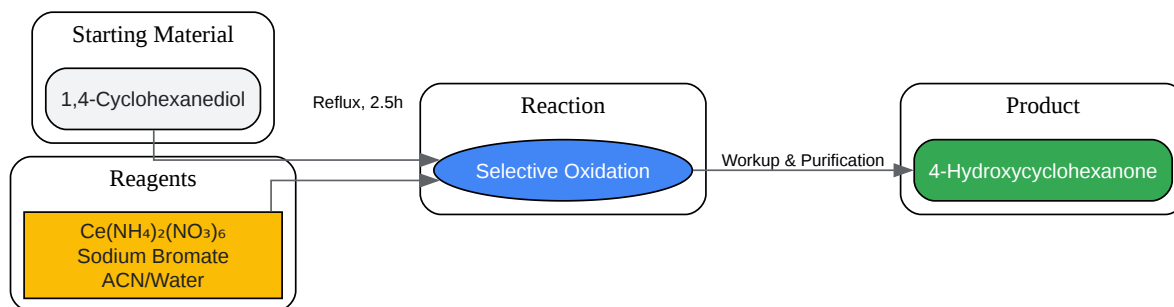 Starting Material
1,4-Cyclohexanediol
Reagents
Ce(NH₄)₂(NO₃)₆
Sodium Bromate
ACN/Water
Reflux, 2.5h
Reaction
Selective Oxidation
Workup & Purification
Product
4-Hydroxycyclohexanone